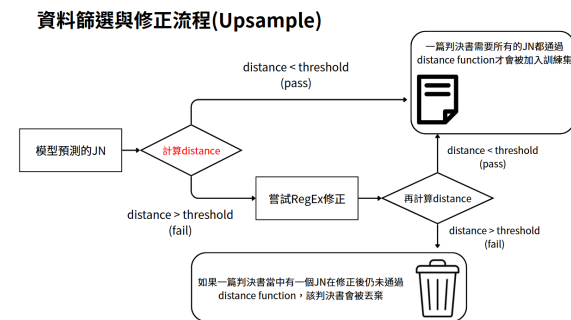 資料篩選與修正流程(Upsample)
一篇判決書需要所有的JN都通過
distance function才會被加入訓練集
distance < threshold
(pass)
模型預測的JN
計算distance
distance < threshold
(pass)
嘗試RegEx修正
再計算distance
distance > threshold
(fail)
distance > threshold
(fail)
如果一篇判決書當中有一個JN在修正後仍未通過
distance function，該判決書會被丟棄